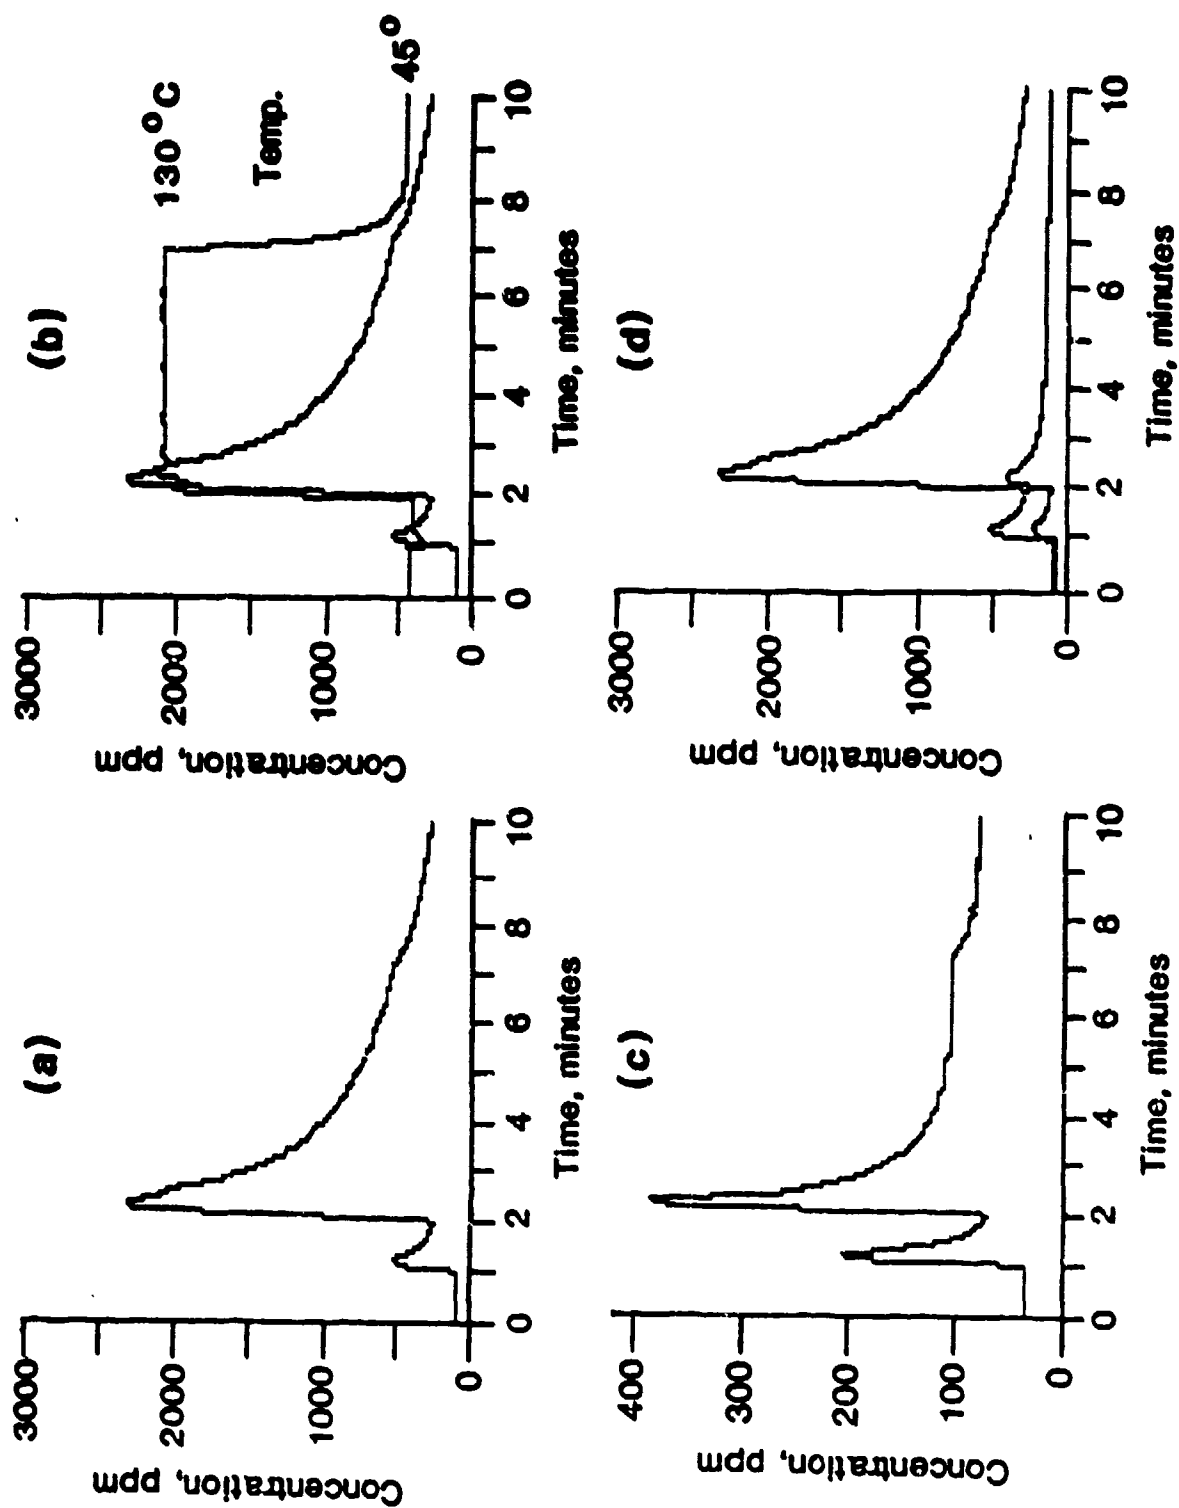 (a)
3000
2000
1000
0
Concentration, ppm
0 2 4 6 8 10
Time, minutes
(b)
3000
2000
1000
0
Concentration, ppm
130°C
Temp.
45°
0 2 4 6 8 10
Time, minutes
(c)
400
300
200
100
0
Concentration, ppm
0 2 4 6 8 10
Time, minutes
(d)
3000
2000
1000
0
Concentration, ppm
0 2 4 6 8 10
Time, minutes